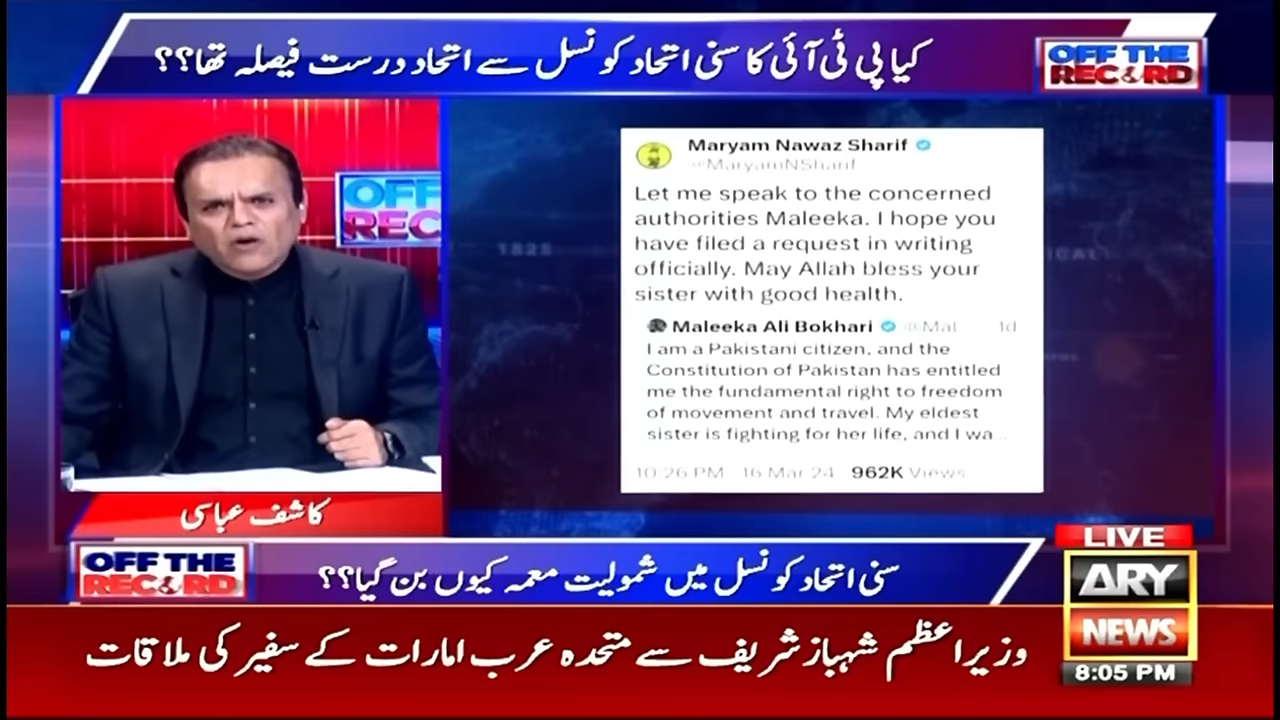 کیا پی ٹی آئی کا سنی اتحاد کونسل سے اتحاد درست فیصلہ تھا؟؟
OFF THE
RECORD
OFF
REC
Maryam Nawaz Sharif
@MaryamNSharif
Let me speak to the concerned
authorities Maleeka. I hope you
have filed a request in writing
officially. May Allah bless your
sister with good health.
Maleeka Ali Bokhari @Mal 1d
I am a Pakistani citizen, and the
Constitution of Pakistan has entitled
me the fundamental right to freedom
of movement and travel. My eldest
sister is fighting for her life, and I wa...
10:26 PM 16 Mar 24 962K Views
1825
کاشف عباسی
OFF THE
RECORD
سنی اتحاد کونسل میں شمولیت معمہ کیوں بن گیا؟؟
LIVE
ARY
NEWS
8:05 PM
وزیراعظم شہباز شریف سے متحدہ عرب امارات کے سفیر کی ملاقات